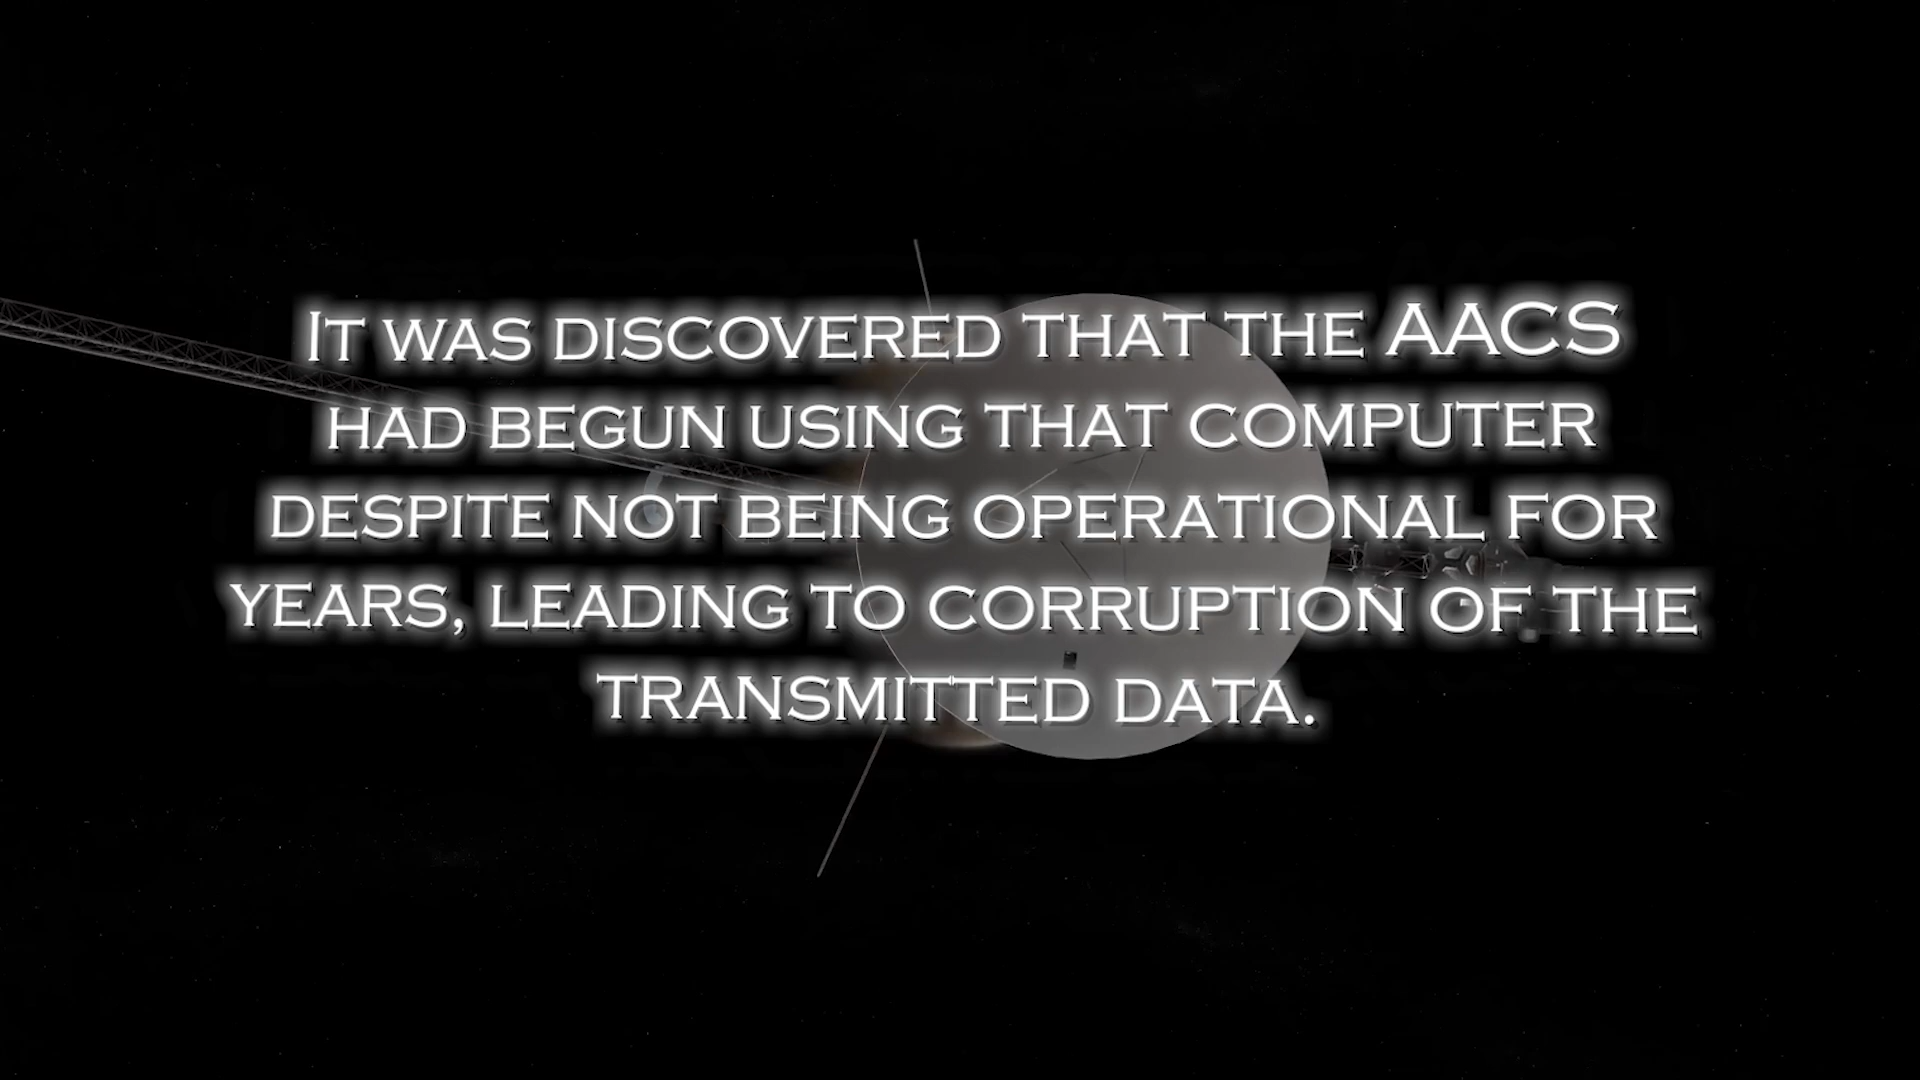 It was discovered that the AACS
had begun using that computer
despite not being operational for
years, leading to corruption of the
transmitted data.